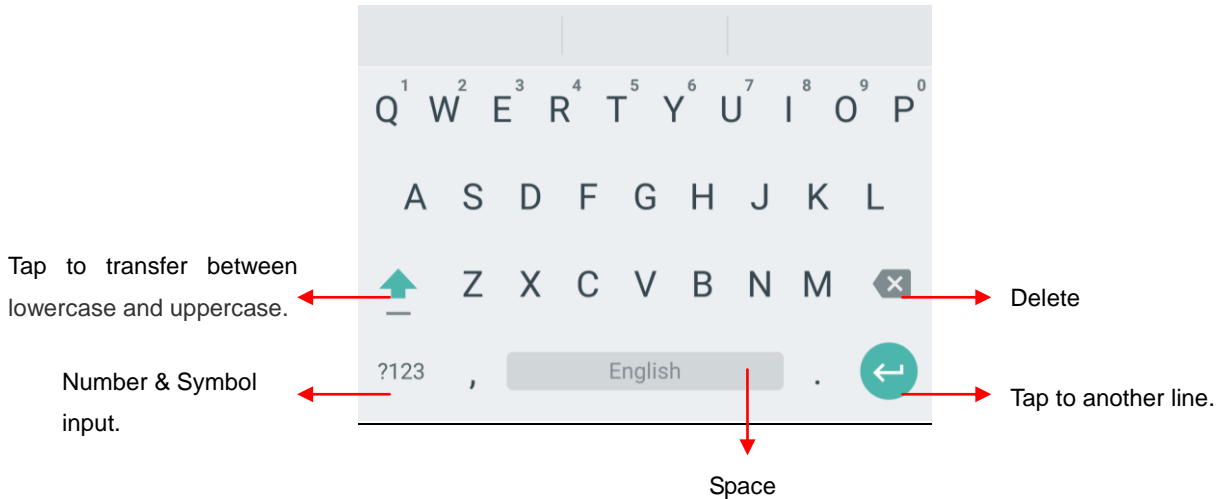 Q 1 W 2 E 3 R 4 T 5 Y 6 U 7 I 8 O 9 P 0
A S D F G H J K L
Tap to transfer between
lowercase and uppercase.
Z X C V B N M
Delete
?123 , English .
Number & Symbol
input.
Tap to another line.
Space